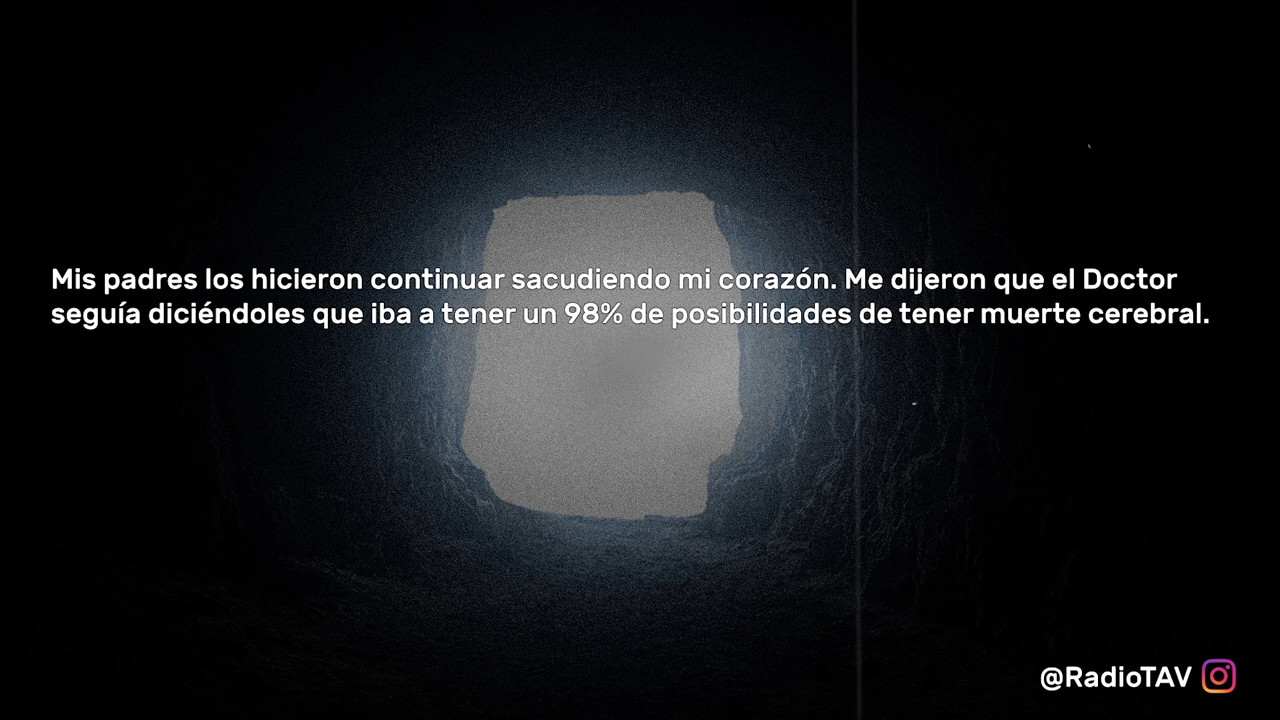 Mis padres los hicieron continuar sacudiendo mi corazón. Me dijeron que el Doctor
seguía diciéndoles que iba a tener un 98% de posibilidades de tener muerte cerebral.
@RadioTAV